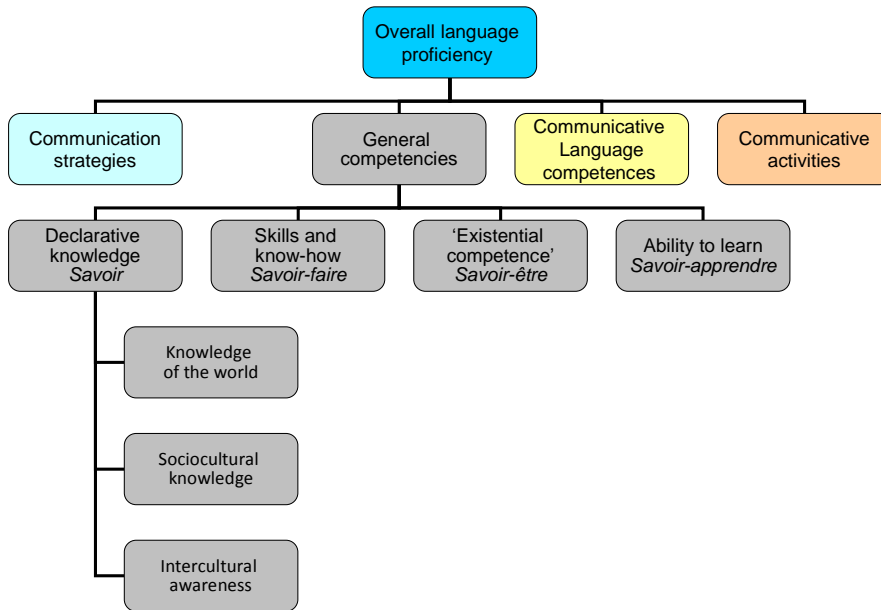 Overall language
proficiency
Communication
strategies
General
competencies
Communicative
Language
competences
Communicative
activities
Declarative
knowledge
Savoir
Skills and
know-how
Savoir-faire
‘Existential
competence’
Savoir-être
Ability to learn
Savoir-apprendre
Knowledge
of the world
Sociocultural
knowledge
Intercultural
awareness